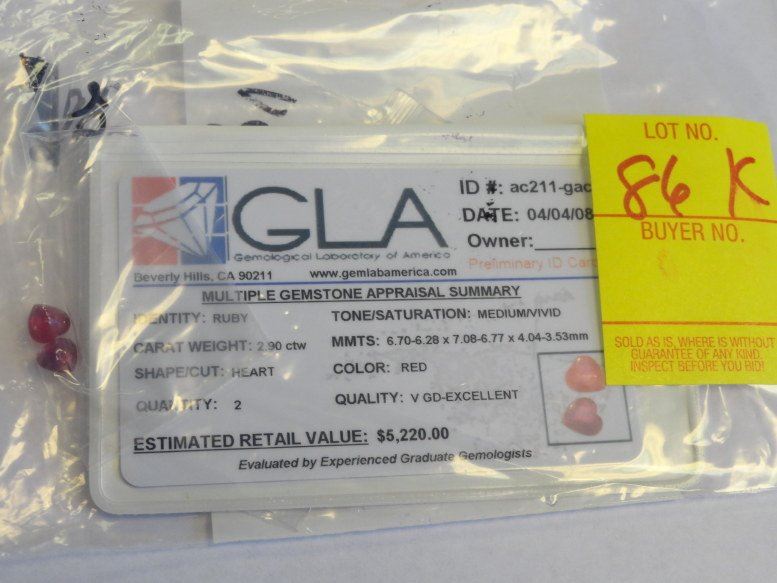 GLA
Gemological Laboratory of America
Beverly Hills, CA 90211
www.gemlabamerica.com
ID #: ac211-gac
DATE: 04/04/08
Owner:
Preliminary ID Car
MULTIPLE GEMSTONE APPRAISAL SUMMARY
IDENTITY: RUBY
TONE/SATURATION: MEDIUM/VIVID
CARAT WEIGHT: 2.90 ctw
MMTS: 6.70-6.28 x 7.08-6.77 x 4.04-3.53mm
SHAPE/CUT: HEART
COLOR: RED
QUANTITY: 2
QUALITY: V GD-EXCELLENT
ESTIMATED RETAIL VALUE: $5,220.00
Evaluated by Experienced Graduate Gemologists
LOT NO.
86 K
BUYER NO.
SOLD AS IS, WHERE IS WITHOUT
GUARANTEE OF ANY KIND.
INSPECT BEFORE YOU BID!